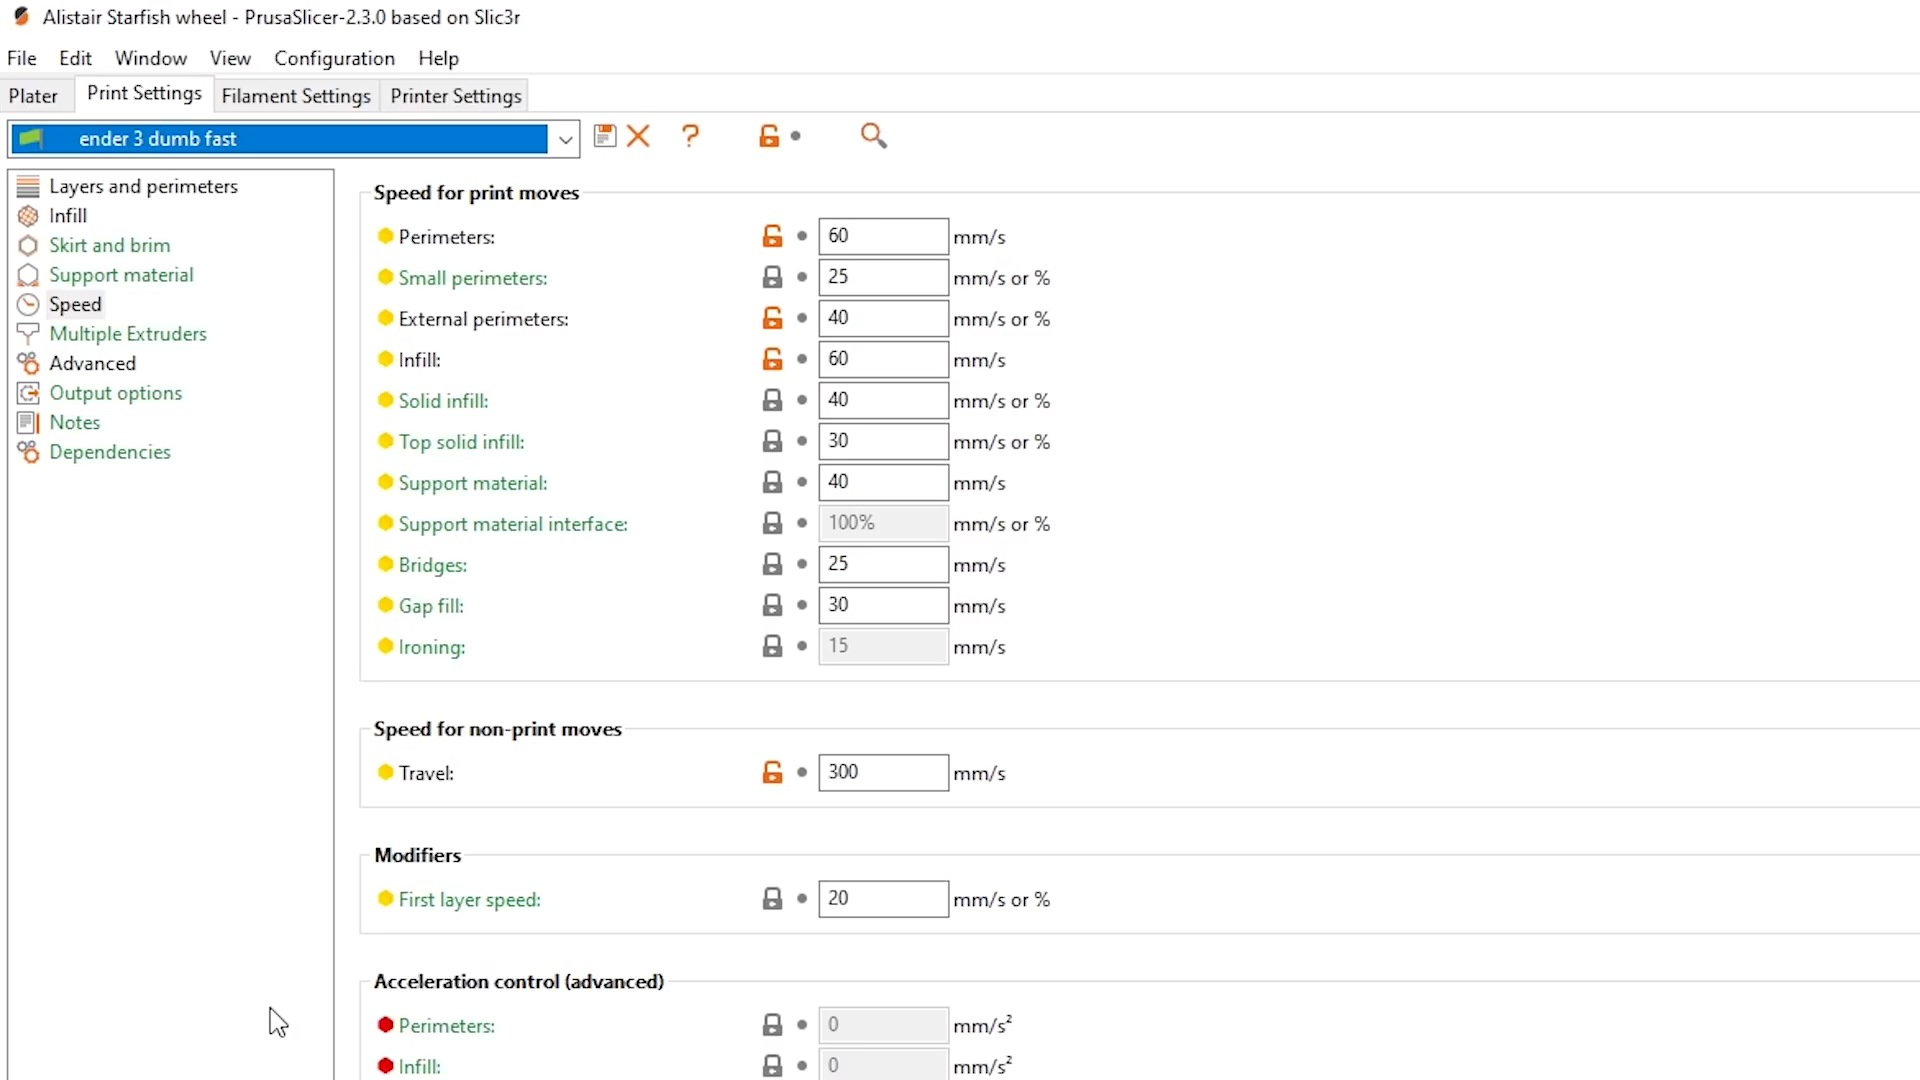 Alistair Starfish wheel - PrusaSlicer-2.3.0 based on Slic3r
File Edit Window View Configuration Help
Plater Print Settings Filament Settings Printer Settings
ender 3 dumb fast
Layers and perimeters
Infill
Skirt and brim
Support material
Speed
Multiple Extruders
Advanced
Output options
Notes
Dependencies
Speed for print moves
Perimeters: 60 mm/s
Small perimeters: 25 mm/s or %
External perimeters: 40 mm/s or %
Infill: 60 mm/s
Solid infill: 40 mm/s or %
Top solid infill: 30 mm/s or %
Support material: 40 mm/s
Support material interface: 100% mm/s or %
Bridges: 25 mm/s
Gap fill: 30 mm/s
Ironing: 15 mm/s
Speed for non-print moves
Travel: 300 mm/s
Modifiers
First layer speed: 20 mm/s or %
Acceleration control (advanced)
Perimeters: 0 mm/s²
Infill: 0 mm/s²